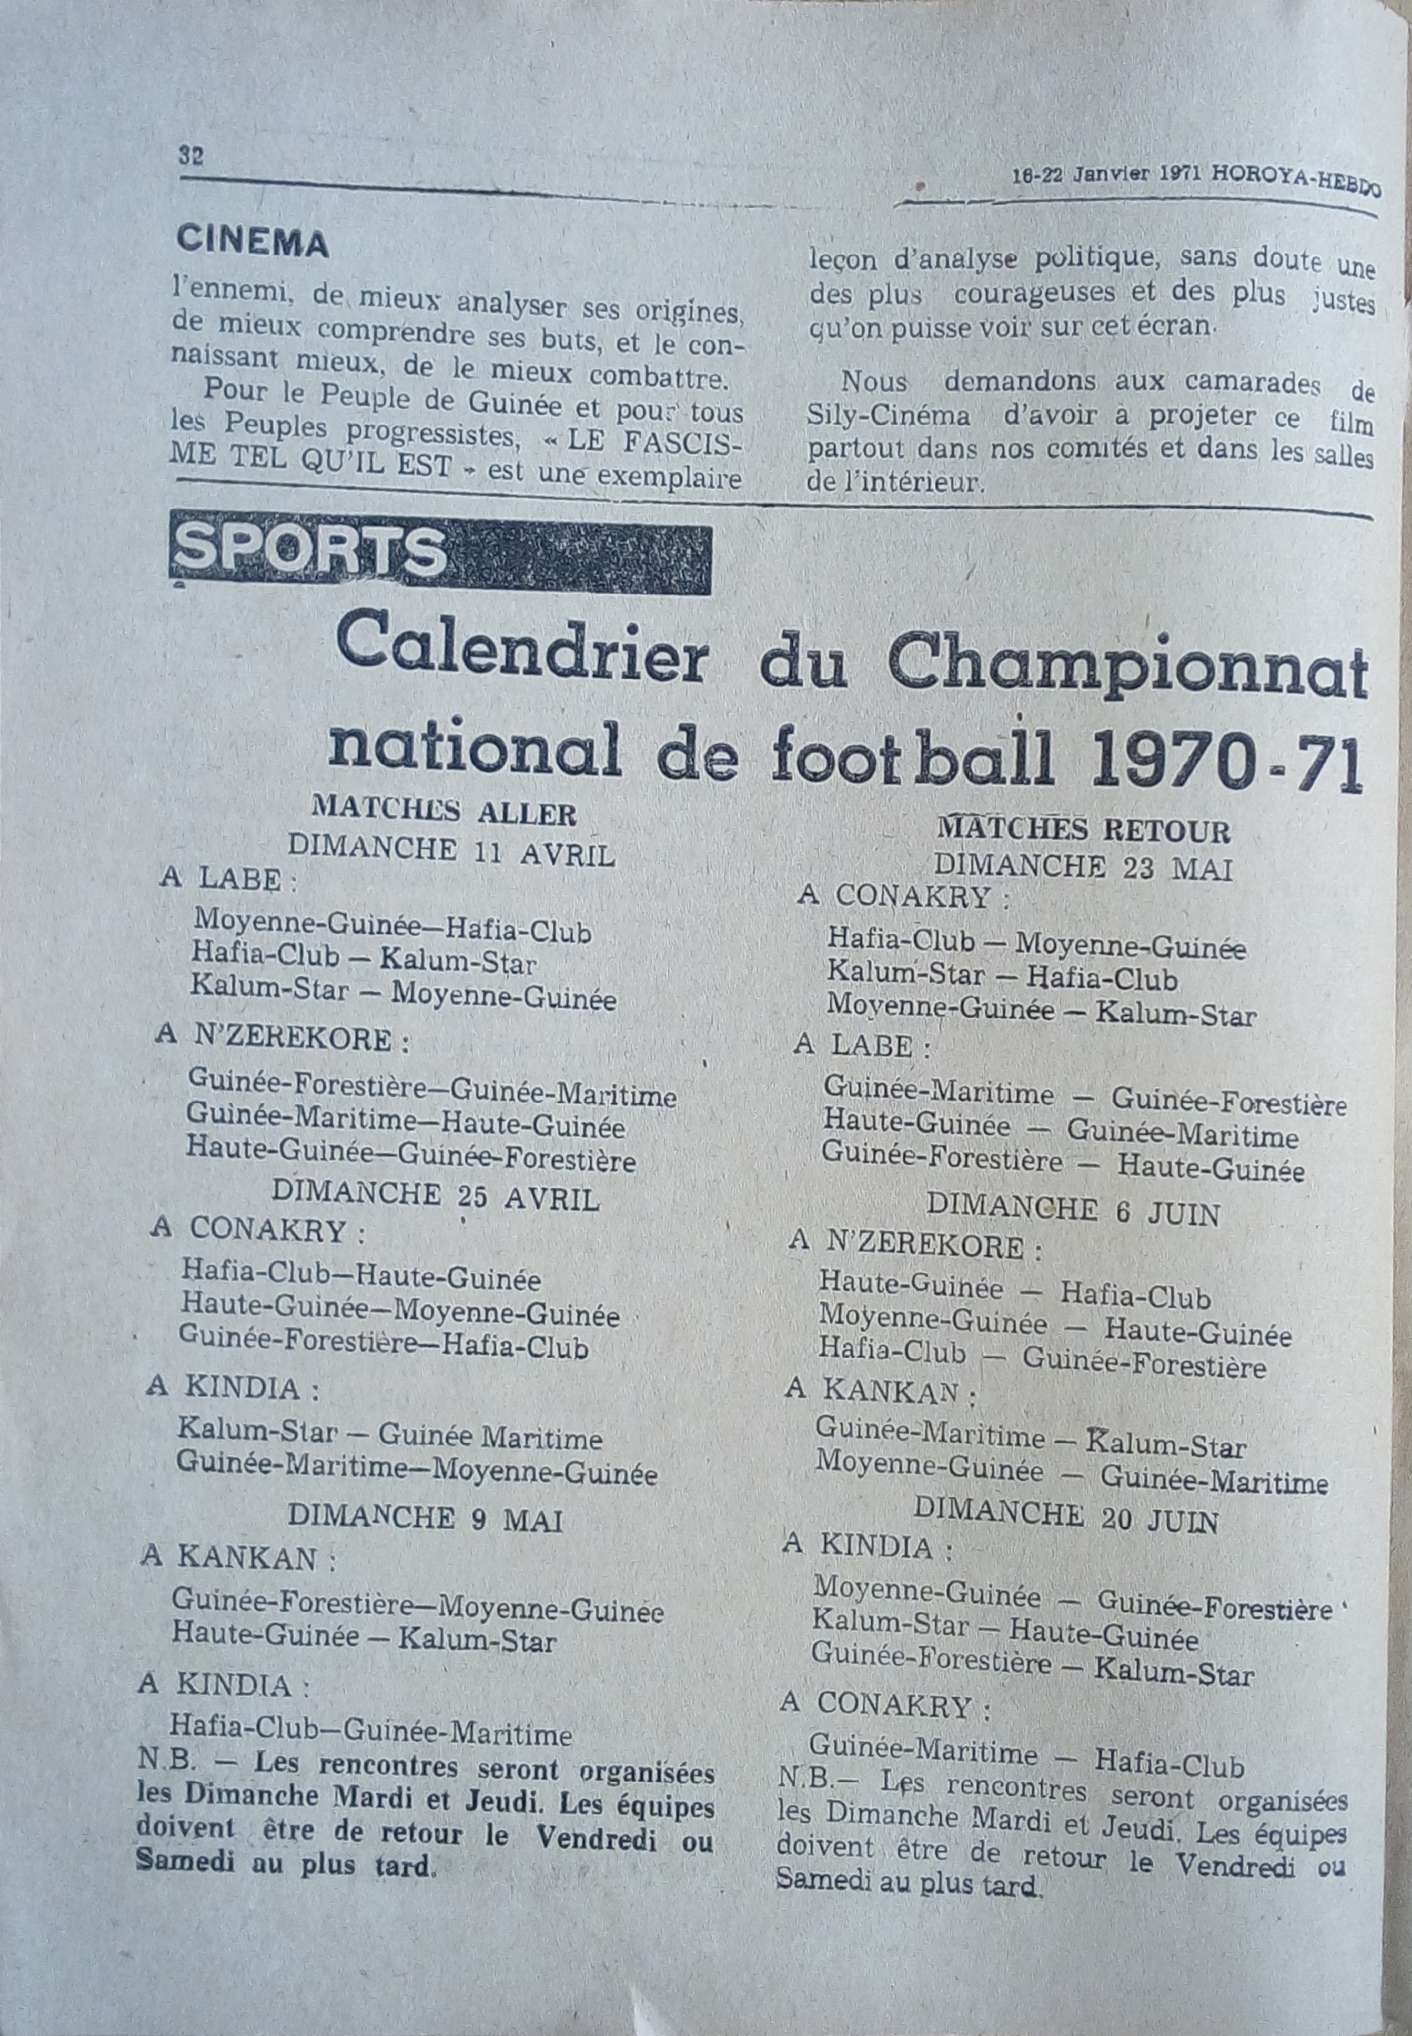 32
16-22 Janvier 1971 HOROYA-HEBDO
CINEMA
l'ennemi, de mieux analyser ses origines,
de mieux comprendre ses buts, et le con-
naissant mieux, de le mieux combattre.
Pour le Peuple de Guinée et pour tous
les Peuples progressistes, « LE FASCIS-
ME TEL QU'IL EST » est une exemplaire
leçon d'analyse politique, sans doute une
des plus courageuses et des plus justes
qu'on puisse voir sur cet écran.
Nous demandons aux camarades de
Sily-Cinéma d'avoir à projeter ce film
partout dans nos comités et dans les salles
de l'intérieur.
SPORTS
Calendrier du Championnat
national de football 1970-71
MATCHES ALLER
DIMANCHE 11 AVRIL
A LABE :
Moyenne-Guinée—Hafia-Club
Hafia-Club — Kalum-Star
Kalum-Star — Moyenne-Guinée
A N'ZEREKORE :
Guinée-Forestière—Guinée-Maritime
Guinée-Maritime—Haute-Guinée
Haute-Guinée—Guinée-Forestière
DIMANCHE 25 AVRIL
A CONAKRY :
Hafia-Club—Haute-Guinée
Haute-Guinée—Moyenne-Guinée
Guinée-Forestière—Hafia-Club
A KINDIA :
Kalum-Star — Guinée Maritime
Guinée-Maritime—Moyenne-Guinée
DIMANCHE 9 MAI
A KANKAN :
Guinée-Forestière—Moyenne-Guinée
Haute-Guinée — Kalum-Star
A KINDIA :
Hafia-Club—Guinée-Maritime
N.B. — Les rencontres seront organisées
les Dimanche Mardi et Jeudi. Les équipes
doivent être de retour le Vendredi ou
Samedi au plus tard.
MATCHES RETOUR
DIMANCHE 23 MAI
A CONAKRY :
Hafia-Club — Moyenne-Guinée
Kalum-Star — Hafia-Club
Moyenne-Guinée — Kalum-Star
A LABE :
Guinée-Maritime — Guinée-Forestière
Haute-Guinée — Guinée-Maritime
Guinée-Forestière — Haute-Guinée
DIMANCHE 6 JUIN
A N'ZEREKORE :
Haute-Guinée — Hafia-Club
Moyenne-Guinée — Haute-Guinée
Hafia-Club — Guinée-Forestière
A KANKAN :
Guinée-Maritime — Kalum-Star
Moyenne-Guinée — Guinée-Maritime
DIMANCHE 20 JUIN
A KINDIA :
Moyenne-Guinée — Guinée-Forestière
Kalum-Star — Haute-Guinée
Guinée-Forestière — Kalum-Star
A CONAKRY :
Guinée-Maritime — Hafia-Club
N.B.— Les rencontres seront organisées
les Dimanche Mardi et Jeudi. Les équipes
doivent être de retour le Vendredi ou
Samedi au plus tard.